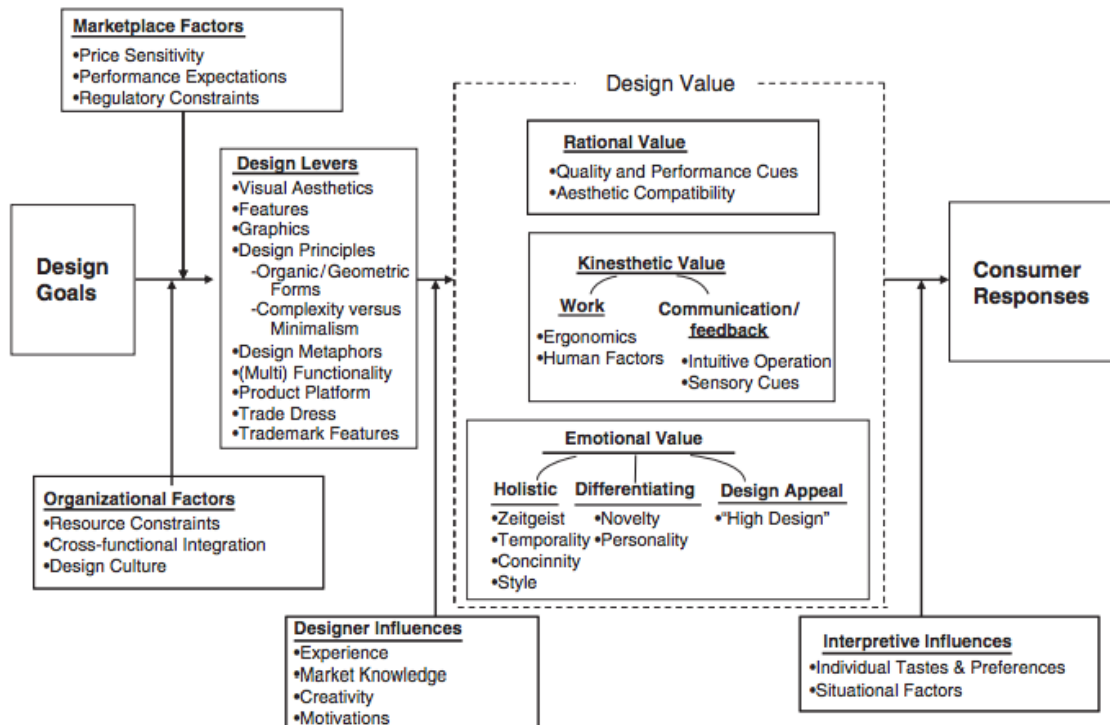 Marketplace Factors
•Price Sensitivity
•Performance Expectations
•Regulatory Constraints
Design Goals
Design Levers
•Visual Aesthetics
•Features
•Graphics
•Design Principles
-Organic/Geometric
Forms
-Complexity versus
Minimalism
•Design Metaphors
•(Multi) Functionality
•Product Platform
•Trade Dress
•Trademark Features
Organizational Factors
•Resource Constraints
•Cross-functional Integration
•Design Culture
Designer Influences
•Experience
•Market Knowledge
•Creativity
•Motivations
Design Value
Rational Value
•Quality and Performance Cues
•Aesthetic Compatibility
Kinesthetic Value
Work
•Ergonomics
•Human Factors
Communication/
feedback
•Intuitive Operation
•Sensory Cues
Emotional Value
Holistic
•Zeitgeist
•Temporality
•Concinnity
•Style
Differentiating
•Novelty
•Personality
Design Appeal
•“High Design”
Consumer
Responses
Interpretive Influences
•Individual Tastes & Preferences
•Situational Factors